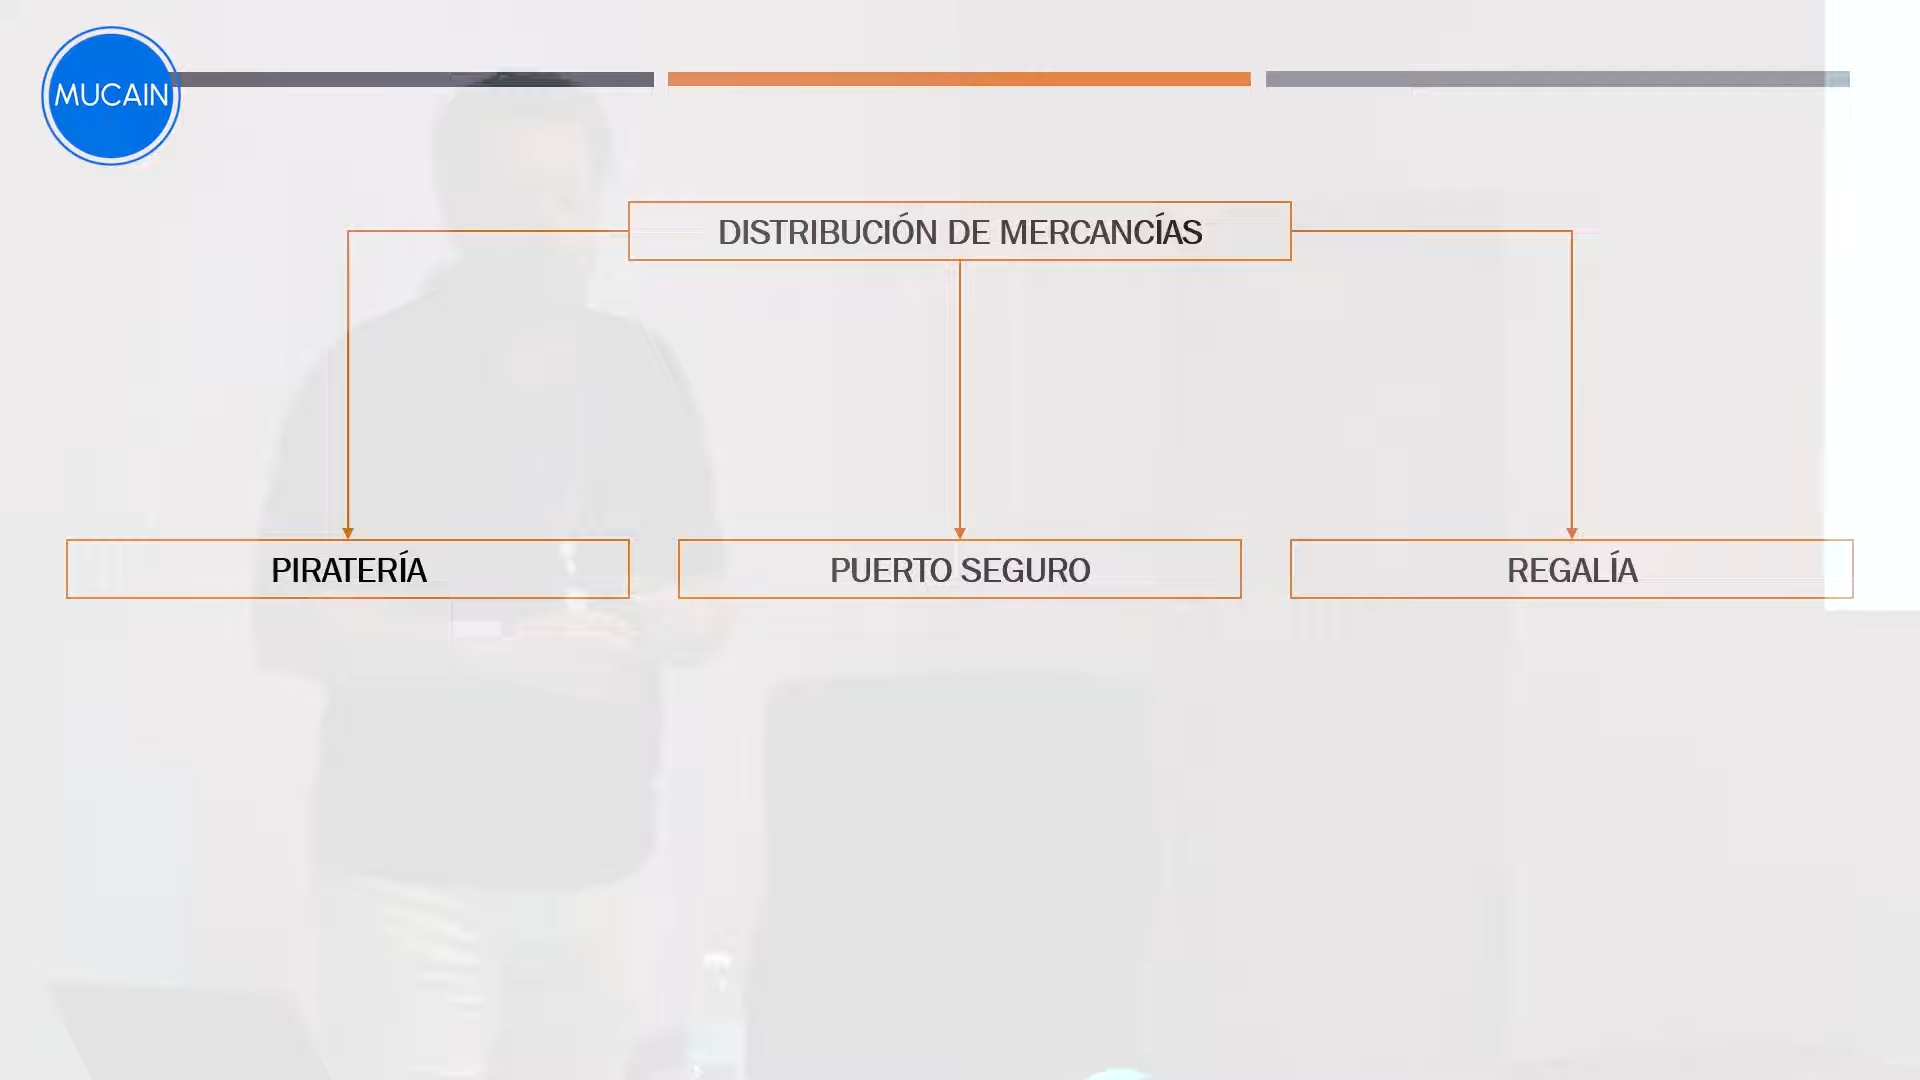 MUCAIN
DISTRIBUCIÓN DE MERCANCÍAS
PIRATERÍA
PUERTO SEGURO
REGALÍA